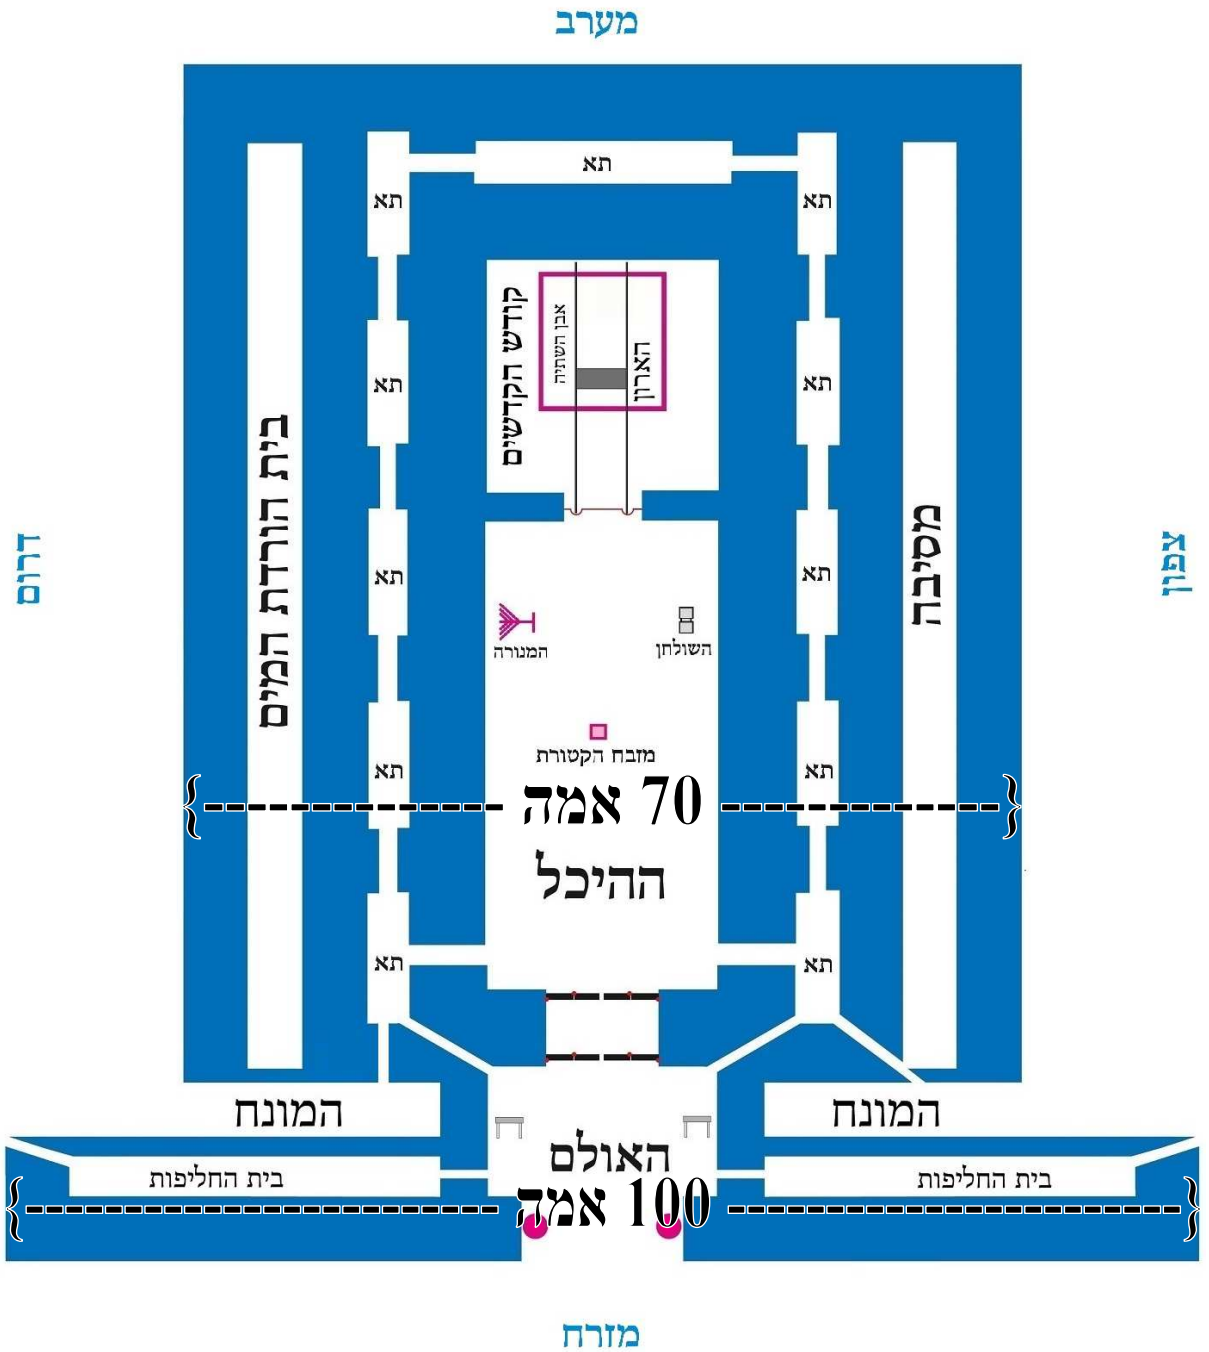 מערב
תא
תא
תא
קודש הקדשים
אבן השתיה
הארון
תא
תא
בית הורדת המים
מסיבה
דרום
צפון
תא
תא
המנורה
השולחן
מזבח הקטורת
תא
תא
70 אמה
ההיכל
תא
תא
המונח
המונח
האולם
בית החליפות
בית החליפות
100 אמה
מזרח